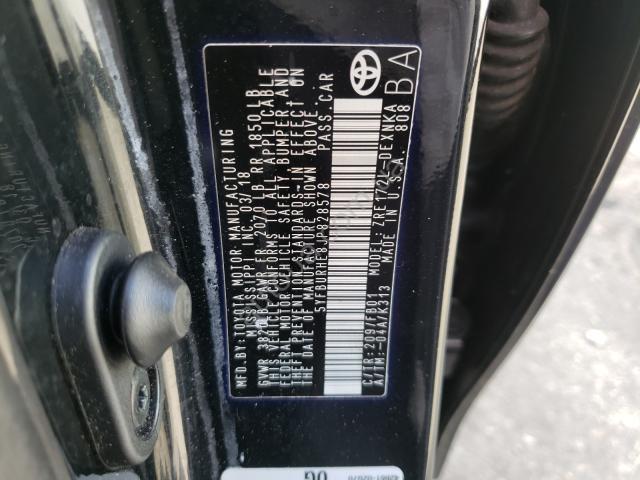 MFD.BY:TOYOTA MOTOR MANUFACTURING
MISSISSIPPI, INC. 03/18
GVWR 3820LB GAWR FR 2070 LB RR 1850 LB
THIS VEHICLE CONFORMS TO ALL APPLICABLE
FEDERAL MOTOR VEHICLE SAFETY, BUMPER AND
THEFT PREVENTION STANDARDS IN EFFECT ON
THE DATE OF MANUFACTURE SHOWN ABOVE.
5YFBURHE8JP828578 PASS.CAR
C/TR:209/FB31 ZRE172L-DEXNKA
A/TM:-04A/K313 MADE IN U.S.A. 808
BA
OG